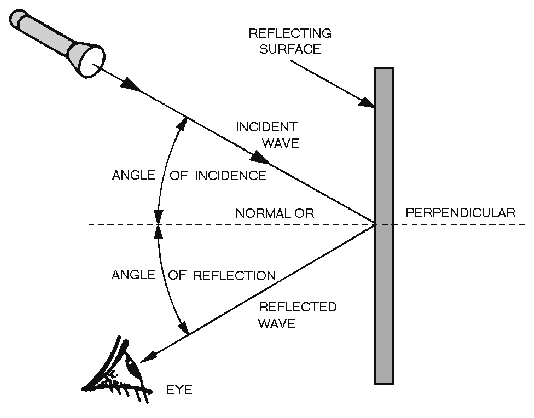 REFLECTING
SURFACE
INCIDENT
WAVE
ANGLE OF INCIDENCE
NORMAL OR PERPENDICULAR
ANGLE OF REFLECTION
REFLECTED
WAVE
EYE